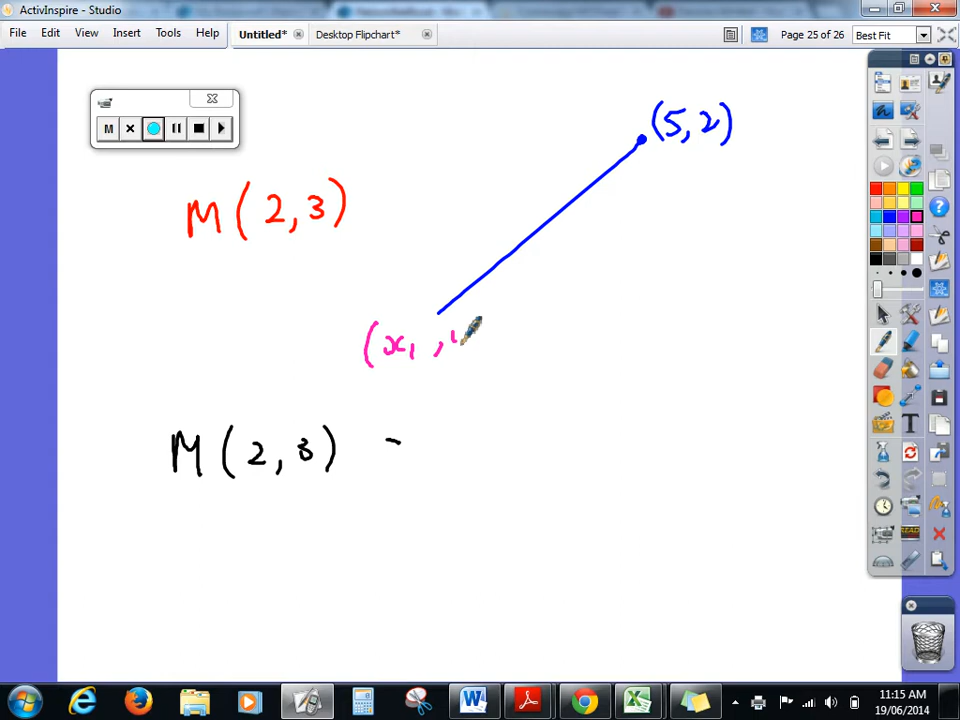 ActivInspire - Studio
File Edit View Insert Tools Help Untitled* Desktop Flipchart* Page 25 of 26 Best Fit
M
(5,2)
M(2,3)
(x₁ ,
M(2,3) -
READ
11:15 AM
19/06/2014